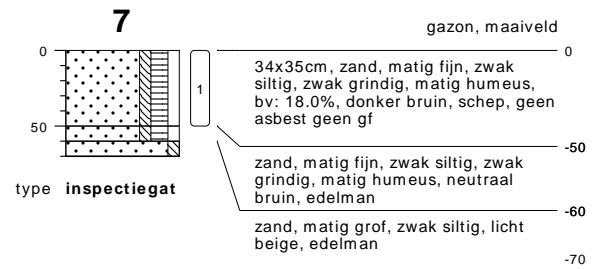 7
gazon, maaiveld
0
0
34x35cm, zand, matig fijn, zwak
siltig, zwak grindig, matig humeus,
bv: 18.0%, donker bruin, schep, geen
asbest geen gf
1
50
-50
zand, matig fijn, zwak siltig, zwak
grindig, matig humeus, neutraal
bruin, edelman
type inspectiegat
-60
zand, matig grof, zwak siltig, licht
beige, edelman
-70